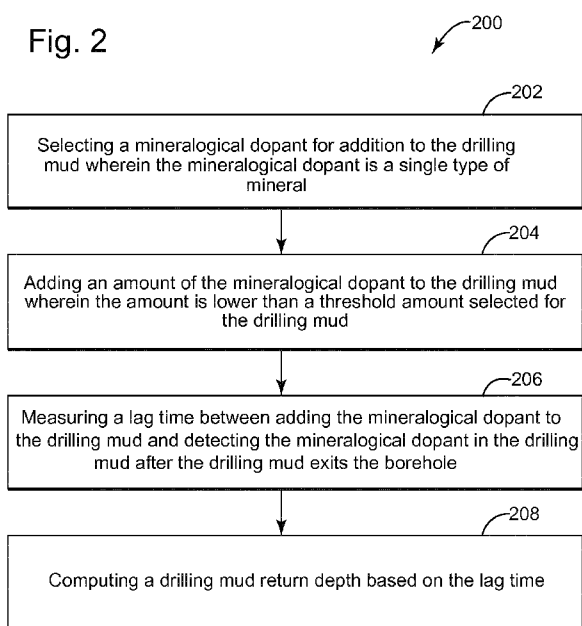 Fig. 2
200
202
Selecting a mineralogical dopant for addition to the drilling
mud wherein the mineralogical dopant is a single type of
mineral
204
Adding an amount of the mineralogical dopant to the drilling mud
wherein the amount is lower than a threshold amount selected for
the drilling mud
206
Measuring a lag time between adding the mineralogical dopant to
the drilling mud and detecting the mineralogical dopant in the drilling
mud after the drilling mud exits the borehole
208
Computing a drilling mud return depth based on the lag time